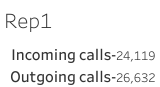 Rep1
Incoming calls-24,119
Outgoing calls-26,632